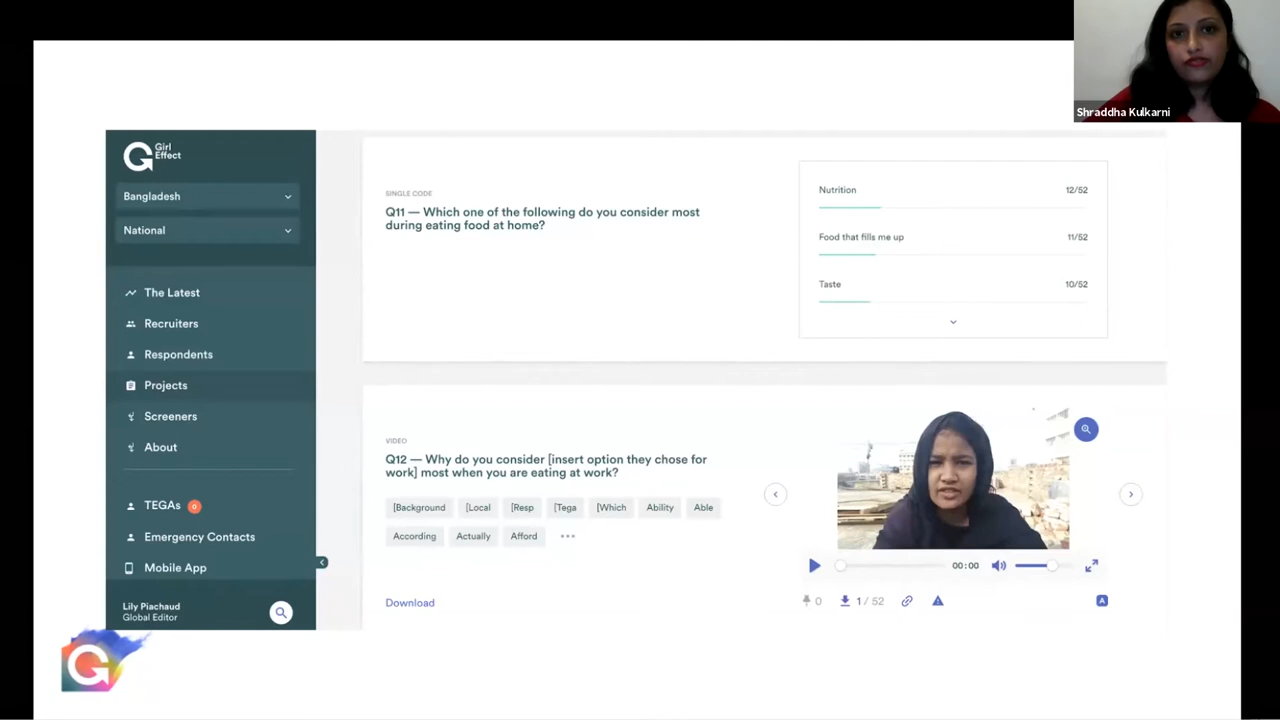 Shraddha Kulkarni
Girl
Effect
Bangladesh
National
The Latest
Recruiters
Respondents
Projects
Screeners
About
TEGAs 0
Emergency Contacts
Mobile App
Lily Piachaud
Global Editor
SINGLE CODE
Q11 — Which one of the following do you consider most
during eating food at home?
Nutrition 12/52
Food that fills me up 11/52
Taste 10/52
VIDEO
Q12 — Why do you consider [insert option they chose for
work] most when you are eating at work?
[Background [Local [Resp [Tega [Which Ability Able
According Actually Afford ...
Download
00:00
0 1 / 52
A